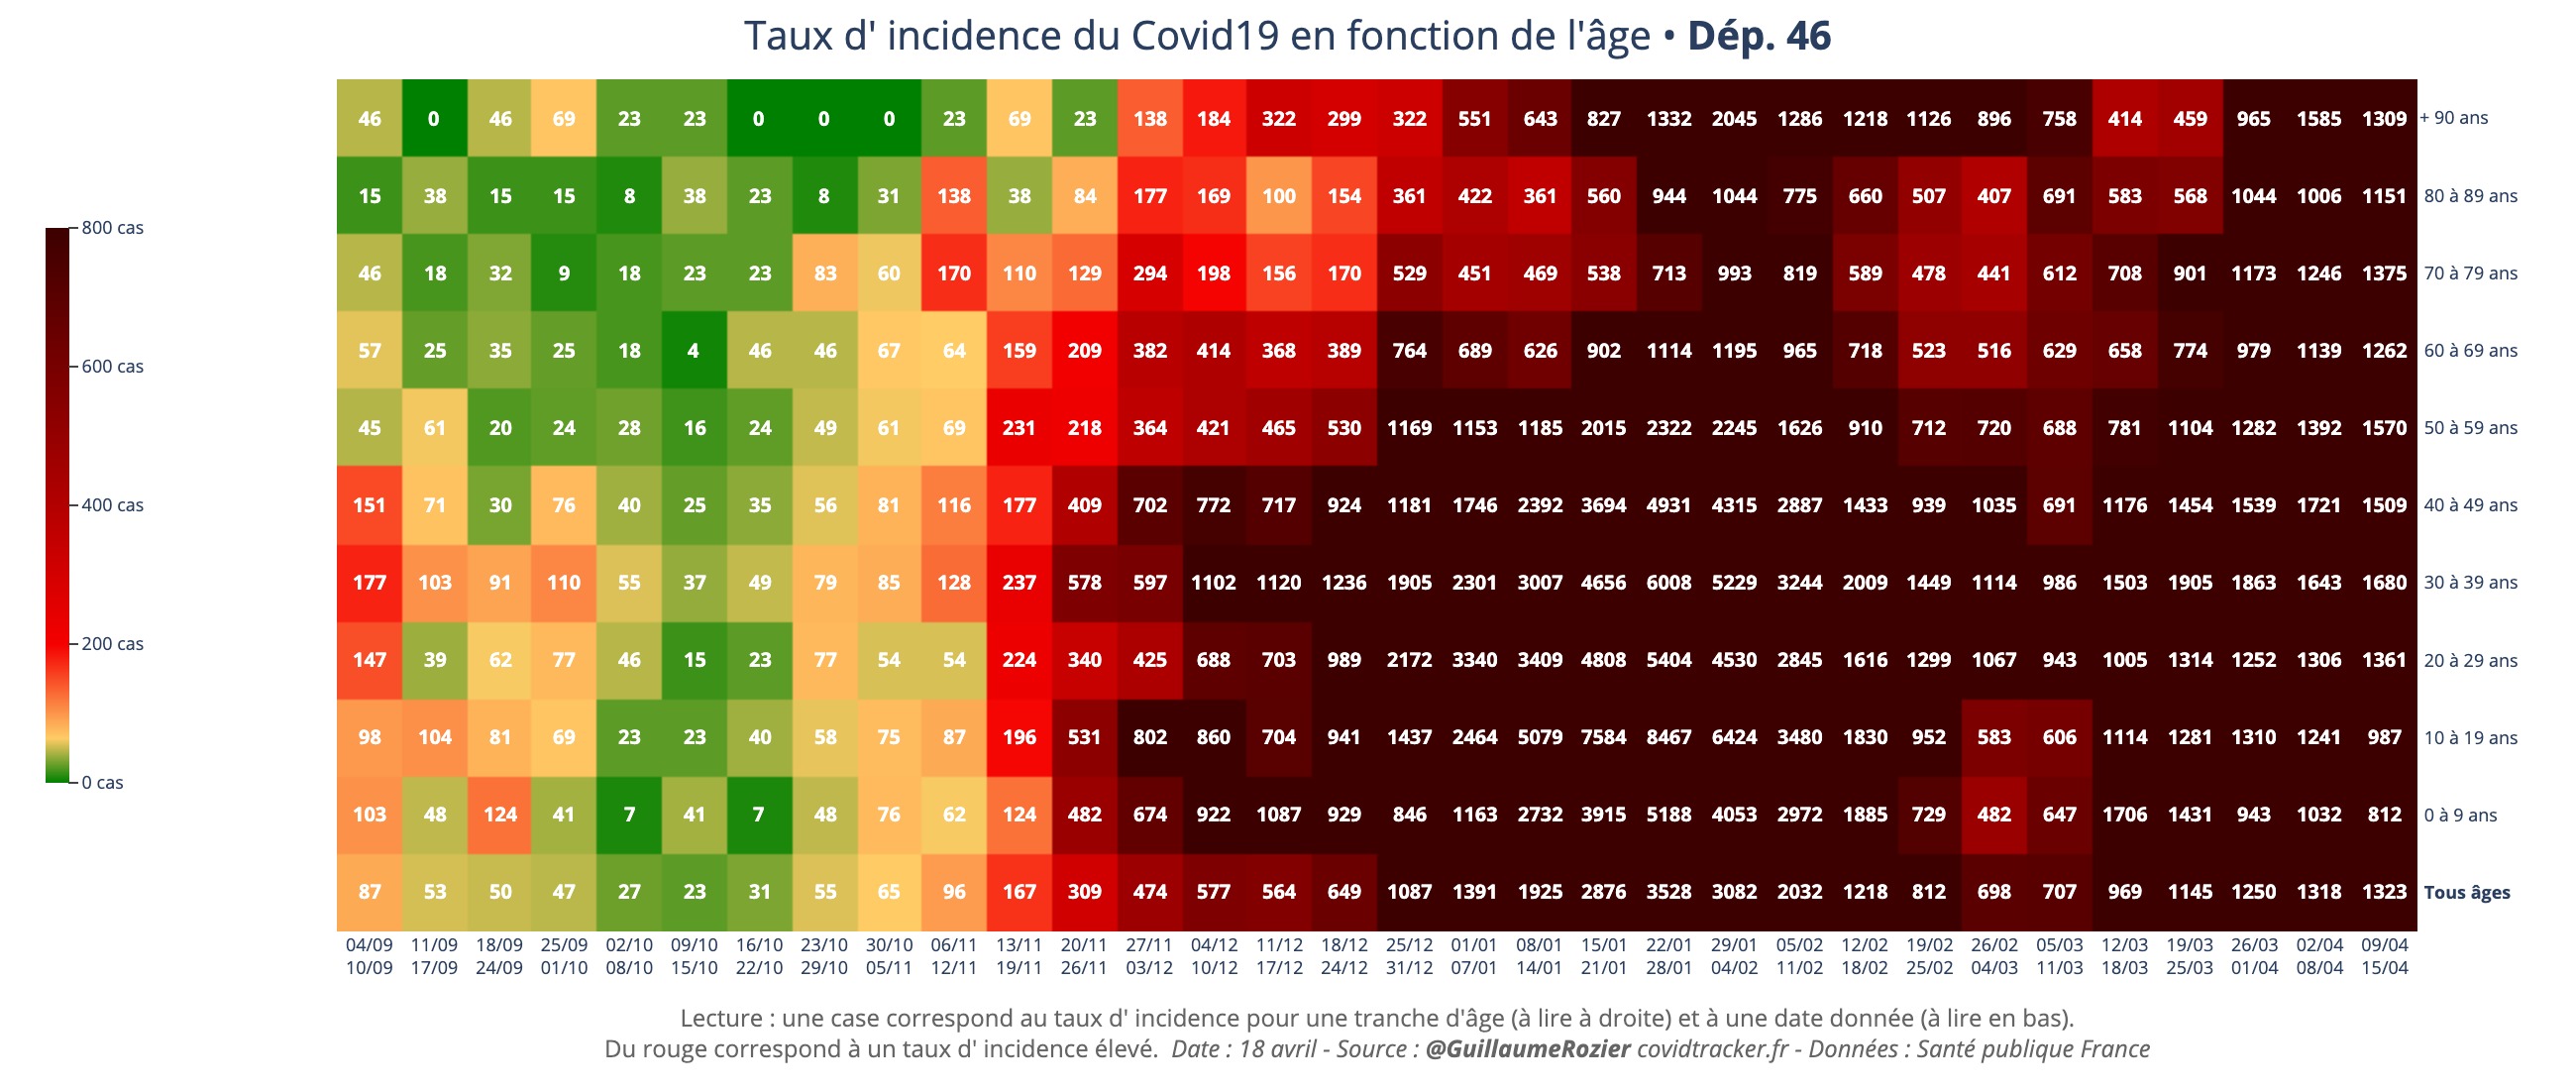 Taux d' incidence du Covid19 en fonction de l'âge • Dép. 46
800 cas
600 cas
400 cas
200 cas
0 cas
46 0 46 69 23 23 0 0 0 23 69 23 138 184 322 299 322 551 643 827 1332 2045 1286 1218 1126 896 758 414 459 965 1585 1309 + 90 ans
15 38 15 15 8 38 23 8 31 138 38 84 177 169 100 154 361 422 361 560 944 1044 775 660 507 407 691 583 568 1044 1006 1151 80 à 89 ans
46 18 32 9 18 23 23 83 60 170 110 129 294 198 156 170 529 451 469 538 713 993 819 589 478 441 612 708 901 1173 1246 1375 70 à 79 ans
57 25 35 25 18 4 46 46 67 64 159 209 382 414 368 389 764 689 626 902 1114 1195 965 718 523 516 629 658 774 979 1139 1262 60 à 69 ans
45 61 20 24 28 16 24 49 61 69 231 218 364 421 465 530 1169 1153 1185 2015 2322 2245 1626 910 712 720 688 781 1104 1282 1392 1570 50 à 59 ans
151 71 30 76 40 25 35 56 81 116 177 409 702 772 717 924 1181 1746 2392 3694 4931 4315 2887 1433 939 1035 691 1176 1454 1539 1721 1509 40 à 49 ans
177 103 91 110 55 37 49 79 85 128 237 578 597 1102 1120 1236 1905 2301 3007 4656 6008 5229 3244 2009 1449 1114 986 1503 1905 1863 1643 1680 30 à 39 ans
147 39 62 77 46 15 23 77 54 54 224 340 425 688 703 989 2172 3340 3409 4808 5404 4530 2845 1616 1299 1067 943 1005 1314 1252 1306 1361 20 à 29 ans
98 104 81 69 23 23 40 58 75 87 196 531 802 860 704 941 1437 2464 5079 7584 8467 6424 3480 1830 952 583 606 1114 1281 1310 1241 987 10 à 19 ans
103 48 124 41 7 41 7 48 76 62 124 482 674 922 1087 929 846 1163 2732 3915 5188 4053 2972 1885 729 482 647 1706 1431 943 1032 812 0 à 9 ans
87 53 50 47 27 23 31 55 65 96 167 309 474 577 564 649 1087 1391 1925 2876 3528 3082 2032 1218 812 698 707 969 1145 1250 1318 1323 Tous âges
04/09 11/09 18/09 25/09 02/10 09/10 16/10 23/10 30/10 06/11 13/11 20/11 27/11 04/12 11/12 18/12 25/12 01/01 08/01 15/01 22/01 29/01 05/02 12/02 19/02 26/02 05/03 12/03 19/03 26/03 02/04 09/04
10/09 17/09 24/09 01/10 08/10 15/10 22/10 29/10 05/11 12/11 19/11 26/11 03/12 10/12 17/12 24/12 31/12 07/01 14/01 21/01 28/01 04/02 11/02 18/02 25/02 04/03 11/03 18/03 25/03 01/04 08/04 15/04
Lecture : une case correspond au taux d' incidence pour une tranche d'âge (à lire à droite) et à une date donnée (à lire en bas).
Du rouge correspond à un taux d' incidence élevé. Date : 18 avril - Source : @GuillaumeRozier covidtracker.fr - Données : Santé publique France